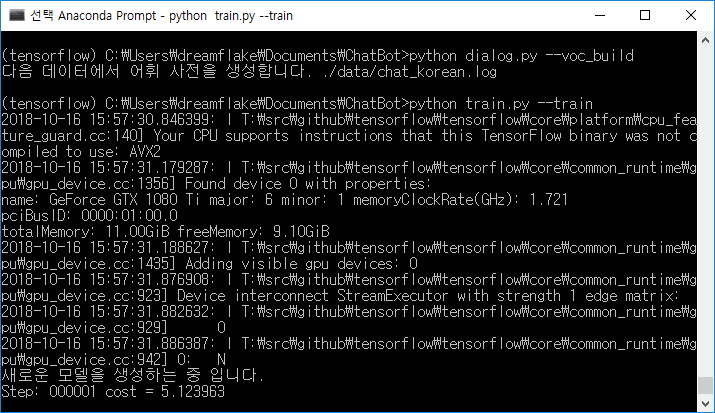 선택 Anaconda Prompt - python  train.py --train
(tensorflow) C:₩Users₩dreamflake₩Documents₩ChatBot>python dialog.py --voc_build
다음 데이터에서 어휘 사전을 생성합니다. ./data/chat_korean.log
(tensorflow) C:₩Users₩dreamflake₩Documents₩ChatBot>python train.py --train
2018-10-16 15:57:30.846399: I T:₩src₩github₩tensorflow₩tensorflow₩core₩platform₩cpu_fea
ture_guard.cc:140] Your CPU supports instructions that this TensorFlow binary was not c
ompiled to use: AVX2
2018-10-16 15:57:31.179287: I T:₩src₩github₩tensorflow₩tensorflow₩core₩common_runtime₩g
pu₩gpu_device.cc:1356] Found device 0 with properties:
name: GeForce GTX 1080 Ti major: 6 minor: 1 memoryClockRate(GHz): 1.721
pciBusID: 0000:01:00.0
totalMemory: 11.00GiB freeMemory: 9.10GiB
2018-10-16 15:57:31.188627: I T:₩src₩github₩tensorflow₩tensorflow₩core₩common_runtime₩g
pu₩gpu_device.cc:1435] Adding visible gpu devices: 0
2018-10-16 15:57:31.876908: I T:₩src₩github₩tensorflow₩tensorflow₩core₩common_runtime₩g
pu₩gpu_device.cc:923] Device interconnect StreamExecutor with strength 1 edge matrix:
2018-10-16 15:57:31.882632: I T:₩src₩github₩tensorflow₩tensorflow₩core₩common_runtime₩g
pu₩gpu_device.cc:929]      0
2018-10-16 15:57:31.886387: I T:₩src₩github₩tensorflow₩tensorflow₩core₩common_runtime₩g
pu₩gpu_device.cc:942] 0:   N
새로운 모델을 생성하는 중 입니다.
Step: 000001 cost = 5.123963